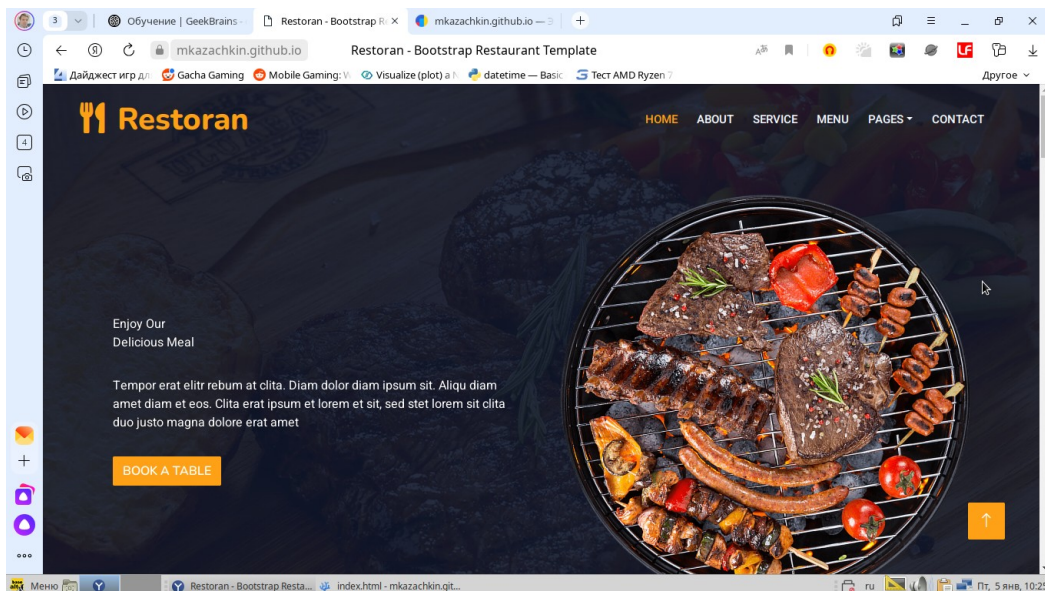 3
Обучение | GeekBrains -
Restoran - Bootstrap R
mkazachkin.github.io —
mkazachkin.github.io
Restoran - Bootstrap Restaurant Template
Дайджест игр дл
Gacha Gaming
Mobile Gaming:
Visualize (plot) a
datetime — Basic
Тест AMD Ryzen 7
Другое
4
Restoran
HOME
ABOUT
SERVICE
MENU
PAGES
CONTACT
Enjoy Our
Delicious Meal
Tempor erat elitr rebum at clita. Diam dolor diam ipsum sit. Aliqu diam
amet diam et eos. Clita erat ipsum et lorem et sit, sed stet lorem sit clita
duo justo magna dolore erat amet
BOOK A TABLE
Меню
Restoran - Bootstrap Resta...
index.html - mkazachkin.git...
ru
Пт, 5 янв, 10:25